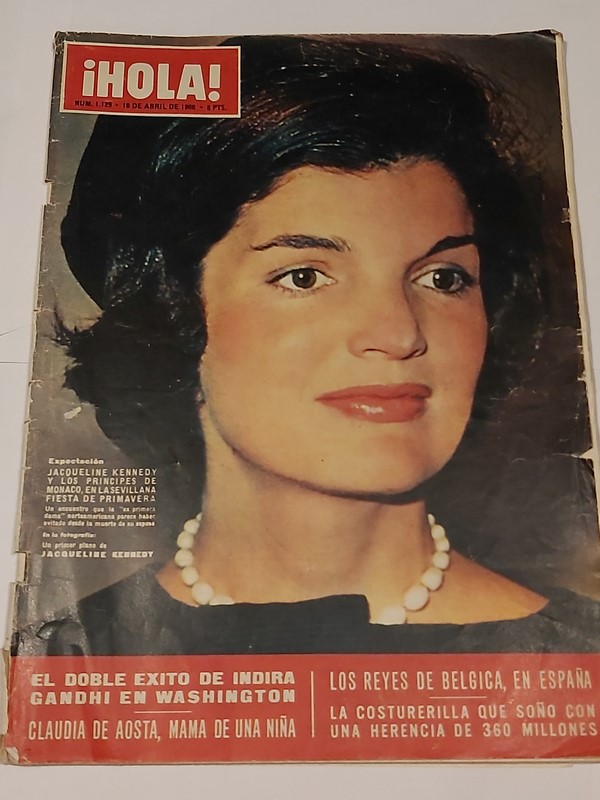 ¡HOLA!
NUM. 1.129 - 16 DE ABRIL DE 1966 - 8 PTS.
Expectación
JACQUELINE KENNEDY
Y LOS PRINCIPES DE
MONACO, EN LA SEVILLANA
FIESTA DE PRIMAVERA
Un encuentro que la "ex primera
dama" norteamericana parece haber
evitado desde la muerte de su esposo
En la fotografía:
Un primer plano de
JACQUELINE KENNEDY
EL DOBLE EXITO DE INDIRA
GANDHI EN WASHINGTON
CLAUDIA DE AOSTA, MAMA DE UNA NIÑA
LOS REYES DE BELGICA, EN ESPAÑA
LA COSTURERILLA QUE SOÑO CON
UNA HERENCIA DE 360 MILLONES